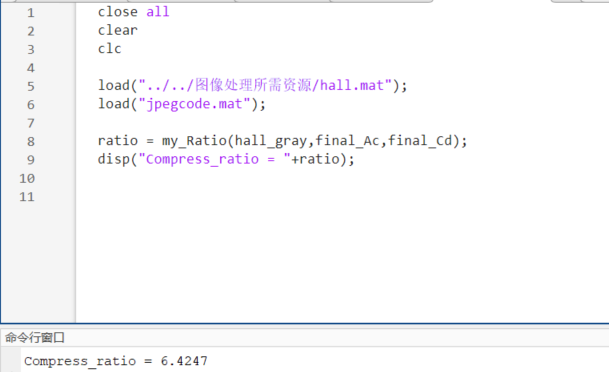 1 close all
2 clear
3 clc
4
5 load("../../图像处理所需资源/hall.mat");
6 load("jpegcode.mat");
7
8 ratio = my_Ratio(hall_gray,final_Ac,final_Cd);
9 disp("Compress_ratio = "+ratio);
10
11
命令行窗口
Compress_ratio = 6.4247